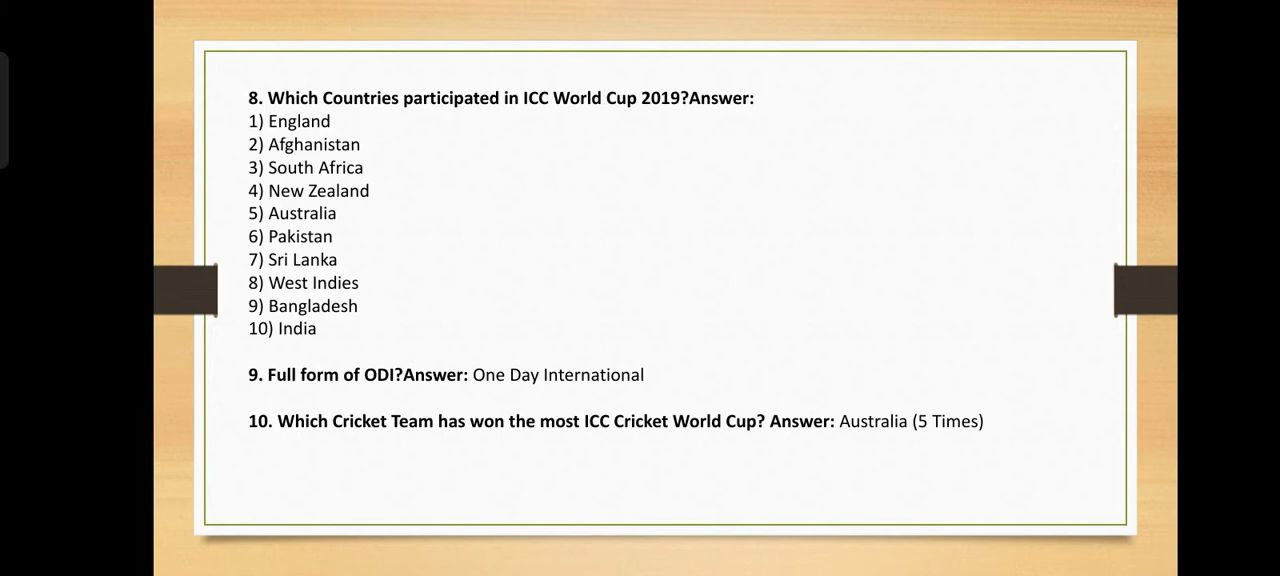 8. Which Countries participated in ICC World Cup 2019?Answer:
1) England
2) Afghanistan
3) South Africa
4) New Zealand
5) Australia
6) Pakistan
7) Sri Lanka
8) West Indies
9) Bangladesh
10) India
9. Full form of ODI?Answer: One Day International
10. Which Cricket Team has won the most ICC Cricket World Cup? Answer: Australia (5 Times)